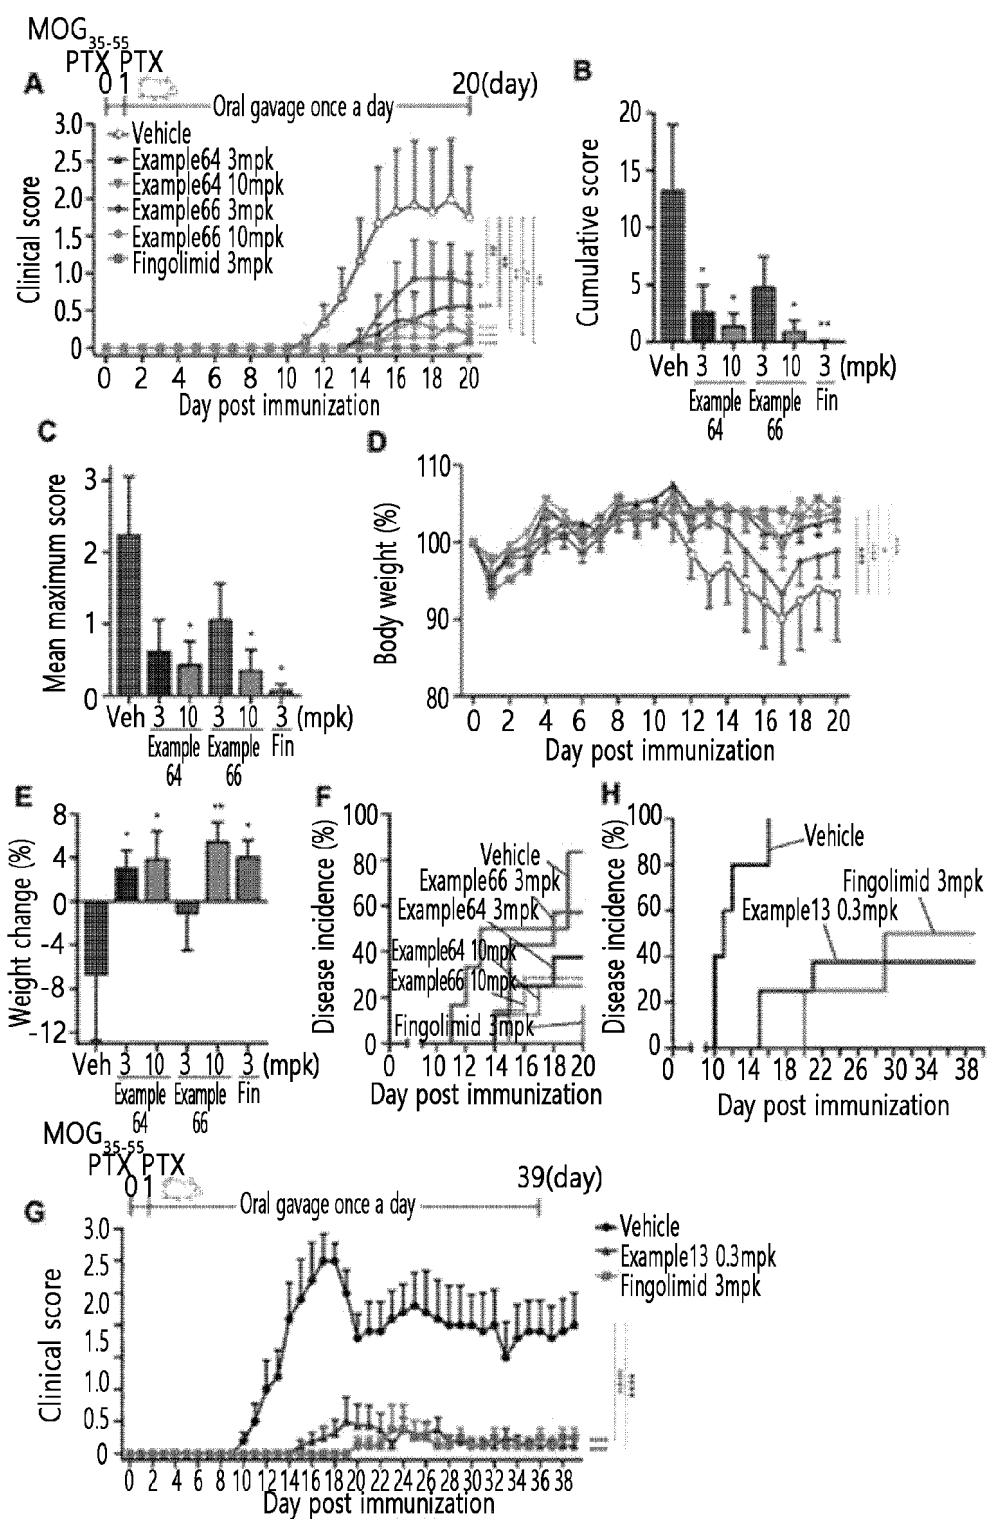 MOG35-55
PTX PTX
A
0 1
20(day)
Oral gavage once a day
Clinical score
3.0
2.5
2.0
1.5
1.0
0.5
0
Vehicle
Example64 3mpk
Example64 10mpk
Example66 3mpk
Example66 10mpk
Fingolimid 3mpk
0 2 4 6 8 10 12 14 16 18 20
Day post immunization
B
Cumulative score
20
15
10
5
0
Veh 3 10 3 10 3 (mpk)
Example Example Fin
64 66
C
Mean maximum score
3
2
1
0
Veh 3 10 3 10 3 (mpk)
Example Example Fin
64 66
D
Body weight (%)
110
100
90
80
0 2 4 6 8 10 12 14 16 18 20
Day post immunization
E
Weight change (%)
8
4
0
-4
-8
-12
Veh 3 10 3 10 3 (mpk)
Example Example Fin
64 66
F
Disease incidence (%)
100
80
60
40
20
0
Vehicle
Example66 3mpk
Example64 3mpk
Example64 10mpk
Example66 10mpk
Fingolimid 3mpk
0 10 12 14 16 18 20
Day post immunization
H
Disease incidence (%)
100
80
60
40
20
0
Vehicle
Fingolimid 3mpk
Example13 0.3mpk
0 10 14 18 22 26 30 34 38
Day post immunization
MOG35-55
PTX PTX
0 1
39(day)
G
Oral gavage once a day
Clinical score
3.0
2.5
2.0
1.5
1.0
0.5
0
Vehicle
Example13 0.3mpk
Fingolimid 3mpk
0 2 4 6 8 10 12 14 16 18 20 22 24 26 28 30 32 34 36 38
Day post immunization